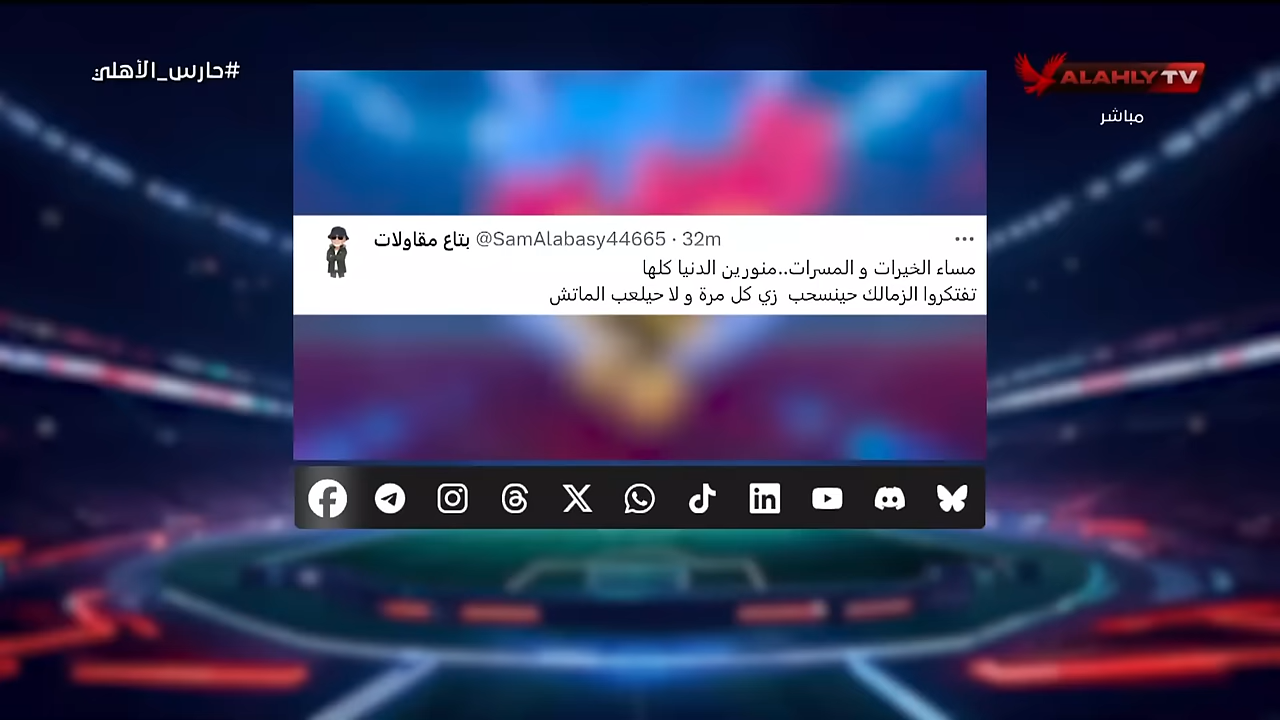 #حارس_الأهلي
ALAHLY TV
مباشر
بتاع مقاولات @SamAlabasy44665 · 32m
مساء الخيرات و المسرات..منورين الدنيا كلها
تفتكروا الزمالك حينسحب زي كل مرة و لا حيلعب الماتش